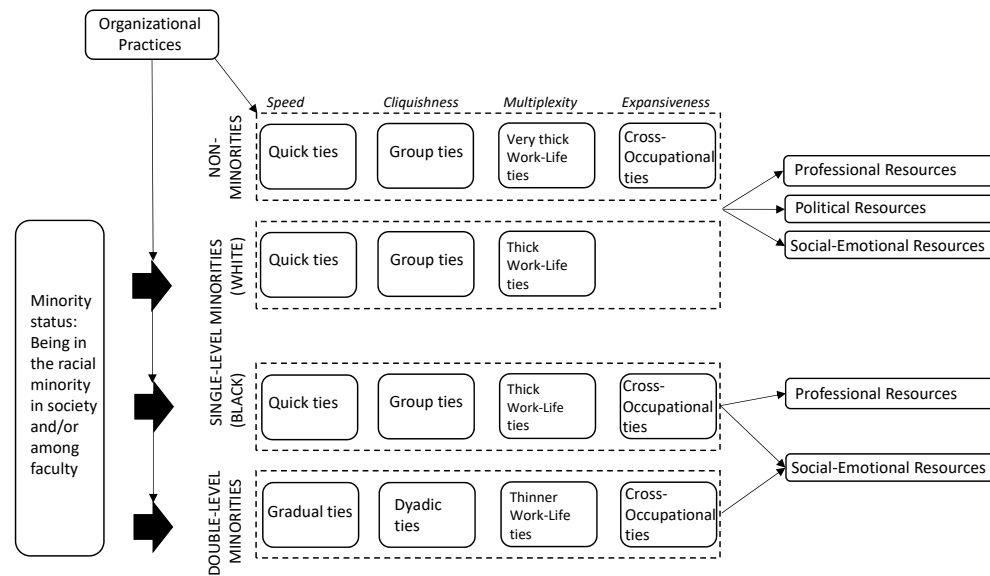 Organizational
Practices
Speed
Cliquishness
Multiplexity
Expansiveness
NON-
MINORITIES
Quick ties
Group ties
Very thick
Work-Life
ties
Cross-
Occupational
ties
Professional Resources
Political Resources
Social-Emotional Resources
SINGLE-LEVEL MINORITIES
(WHITE)
(BLACK)
Quick ties
Group ties
Thick
Work-Life
ties
Minority
status:
Being in
the racial
minority
in society
and/or
among
faculty
Quick ties
Group ties
Thick
Work-Life
ties
Cross-
Occupational
ties
Professional Resources
Social-Emotional Resources
DOUBLE-LEVEL
MINORITIES
Gradual ties
Dyadic
ties
Thinner
Work-Life
ties
Cross-
Occupational
ties